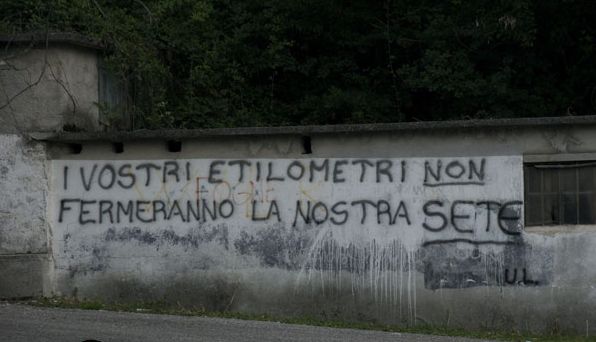 I VOSTRI ETILOMETRI NON
FERMERANNO LA NOSTRA SETE
U.L.